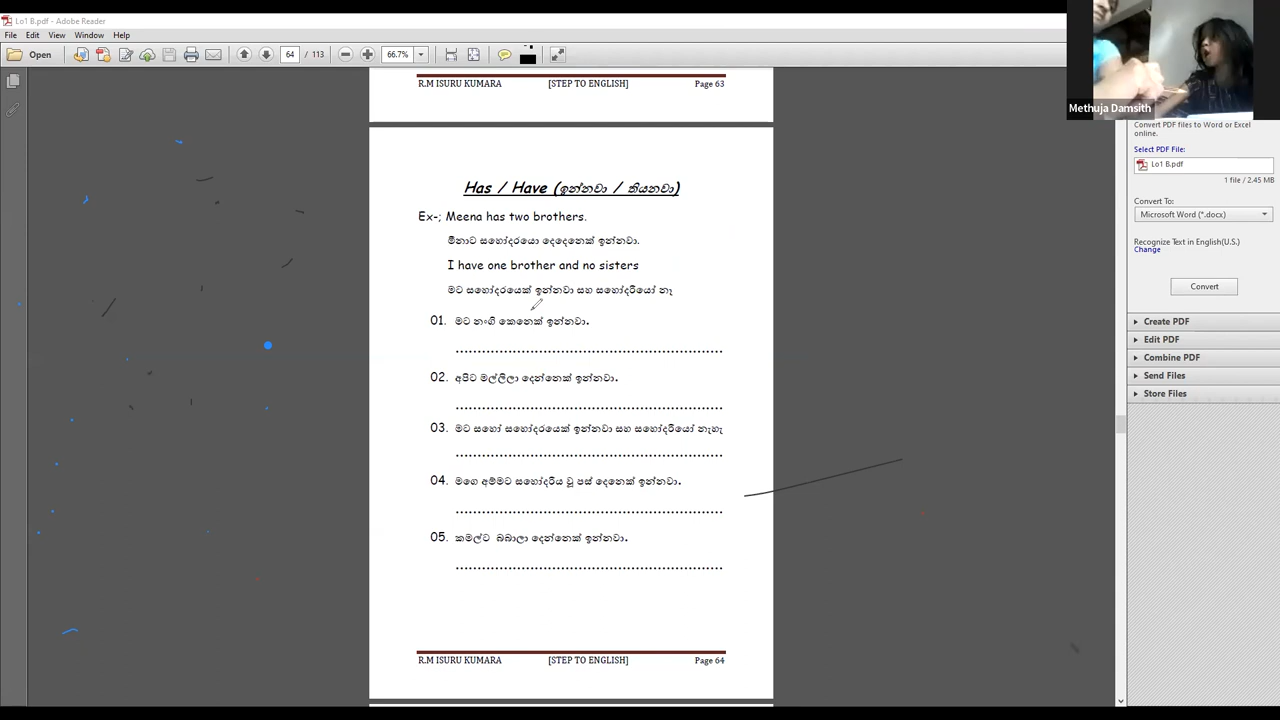 Lo1 B.pdf - Adobe Reader
File Edit View Window Help
Open 64 / 113 66.7%
R.M ISURU KUMARA [STEP TO ENGLISH] Page 63
Methuja Damsith
Convert PDF files to Word or Excel
online.
Select PDF File:
Lo1 B.pdf
1 file / 2.45 MB
Convert To:
Microsoft Word (*.docx)
Recognize Text in English(U.S.)
Change
Convert
Create PDF
Edit PDF
Combine PDF
Send Files
Store Files
Has / Have (ඉන්නවා / තියනවා)
Ex-; Meena has two brothers.
මීනාට සහෝදරයො දෙදෙනෙක් ඉන්නවා.
I have one brother and no sisters
මට සහෝදරයෙක් ඉන්නවා සහ සහෝදරියෝ නෑ
01. මට නංගි කෙනෙක් ඉන්නවා.
02. අපිට මල්ලිලා දෙන්නෙක් ඉන්නවා.
03. මට සහෝ සහෝදරයෙක් ඉන්නවා සහ සහෝදරියෝ නැහැ
04. මගෙ අම්මට සහෝදරිය වූ පස් දෙනෙක් ඉන්නවා.
05. කමල්ට බබාලා දෙන්නෙක් ඉන්නවා.
R.M ISURU KUMARA [STEP TO ENGLISH] Page 64